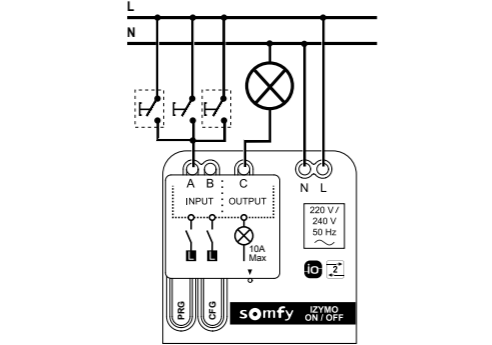 L
N
A B C
N L
INPUT OUTPUT
220 V /
240 V
50 Hz
L L
10A
Max
io 2
PRG
CFG
somfy
IZYMO
ON / OFF